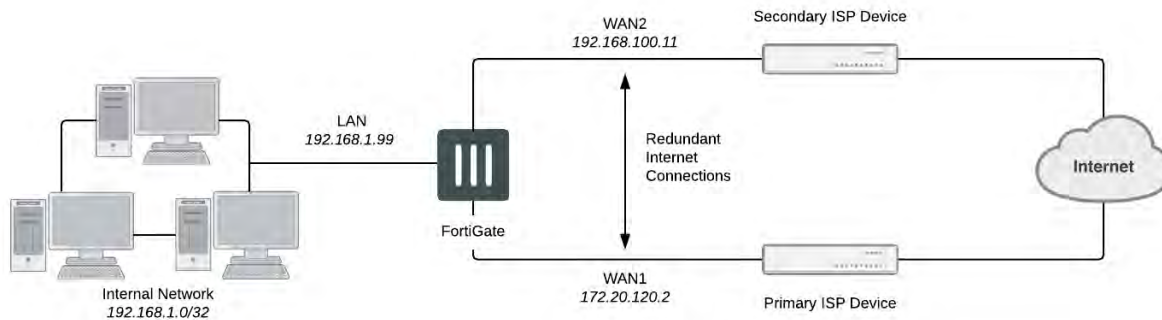 WAN2
192.168.100.11
Secondary ISP Device
LAN
192.168.1.99
Redundant
Internet
Connections
Internet
FortiGate
WAN1
172.20.120.2
Primary ISP Device
Internal Network
192.168.1.0/32